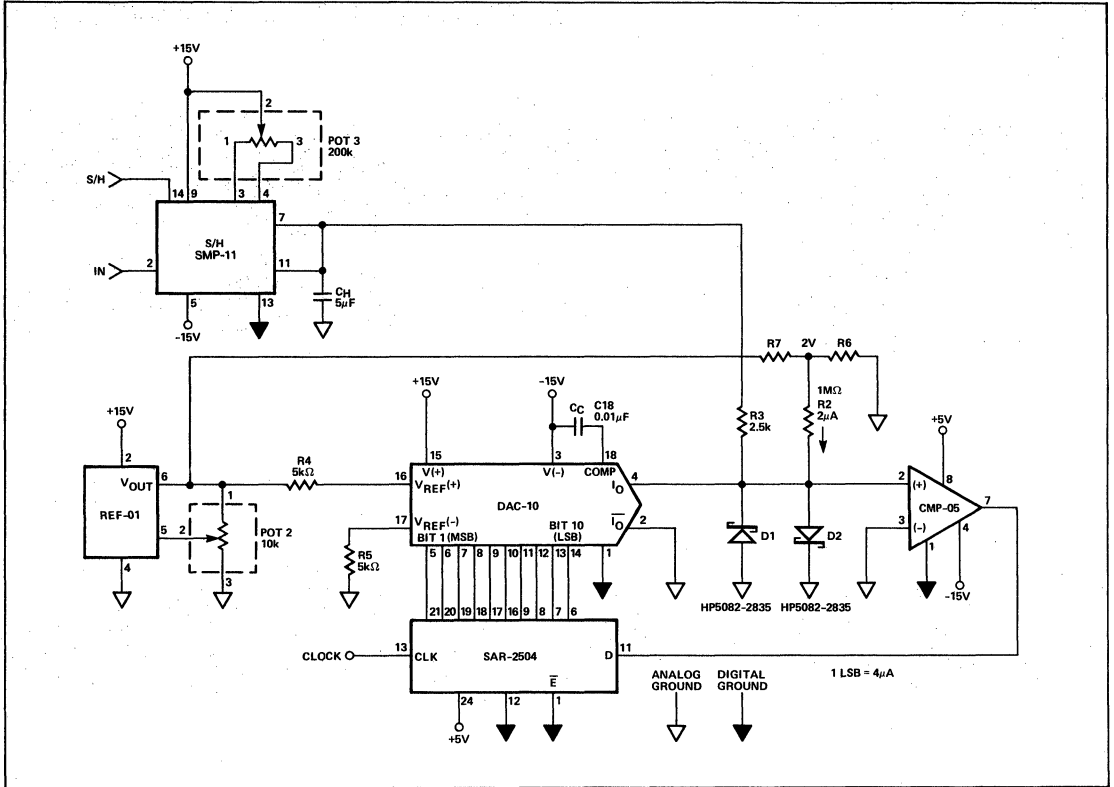 +15V
2
1 3
POT 3
200k
S/H
14 9 3 4
7
S/H
SMP-11
IN
2
11
5
13
CH
5μF
-15V
R7 2V R6
+15V
-15V
CC C18
0.01μF
1MΩ
R2
2μA
R3
2.5k
+15V
+5V
2
R4
5kΩ
15 3 18
V(+) V(-) COMP
8
VOUT
6
1
16
VREF(+)
IO
4
2
(+)
CMP-05
7
REF-01
DAC-10
5 2
POT 2
10k
17
VREF(-)
IO
2
3
(-)
4
1
BIT 1 (MSB)
BIT 10
(LSB)
D1 D2
4
3
R5
5kΩ
5 6 7 8 9 10 11 12 13 14
1
-15V
HP5082-2835 HP5082-2835
21 20 19 18 17 16 9 8 7 6
CLOCK
13
CLK
SAR-2504
D
11
1 LSB = 4μA
E
ANALOG
GROUND
DIGITAL
GROUND
24
12
1
+5V